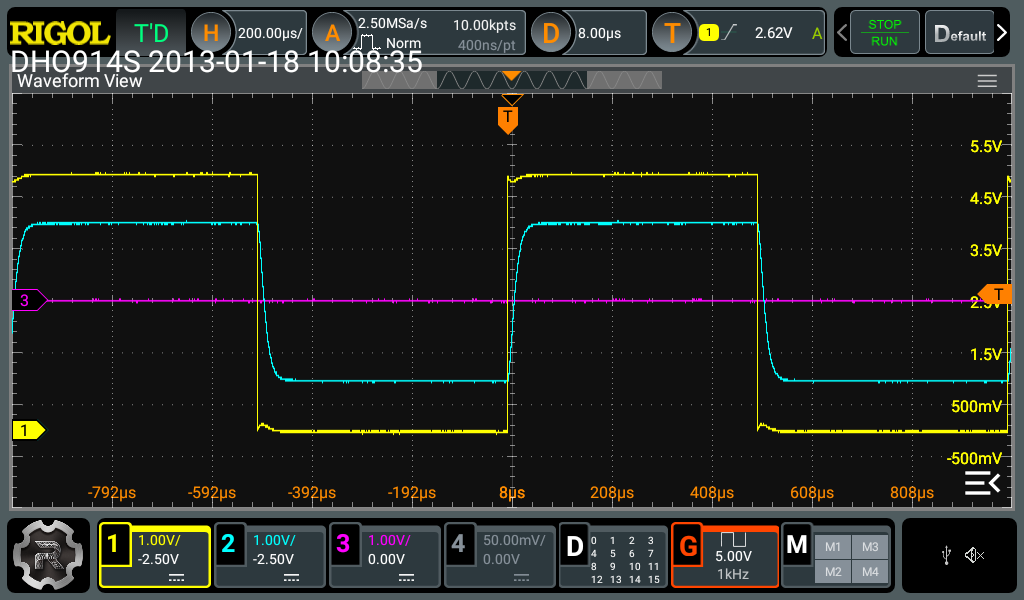 RIGOL T'D H 200.00μs/ A 2.50MSa/s 10.00kpts D 8.00μs T 1 2.62V A STOP Default
Norm 400ns/pt RUN
DHO914S 2013-01-18 10:08:35
Waveform View
T
5.5V
4.5V
3.5V
3 T
2.5V
1.5V
500mV
1
-500mV
-792μs -592μs -392μs -192μs 8μs 208μs 408μs 608μs 808μs
R 1 1.00V/ 2 1.00V/ 3 1.00V/ 4 50.00mV/ D 0 1 2 3 G M M1 M3
-2.50V -2.50V 0.00V 0.00V 4 5 6 7 5.00V
8 9 10 11 1kHz M2 M4
12 13 14 15